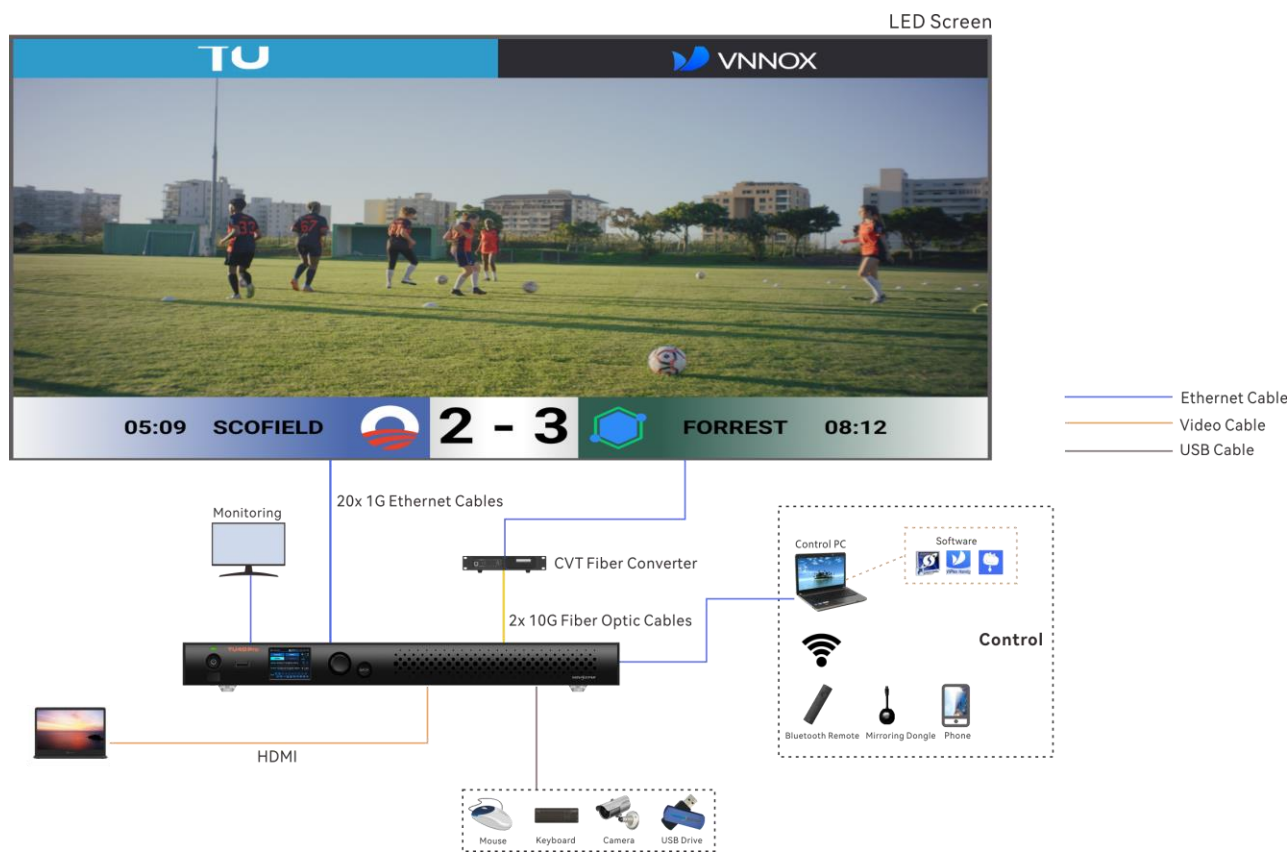 LED Screen
TU
VNNOX
05:09 SCOFIELD 2 - 3 FORREST 08:12
Ethernet Cable
Video Cable
USB Cable
20x 1G Ethernet Cables
Monitoring
CVT Fiber Converter
2x 10G Fiber Optic Cables
Control PC
Software
Control
Bluetooth Remote
Mirroring Dongle
Phone
HDMI
Mouse
Keyboard
Camera
USB Drive